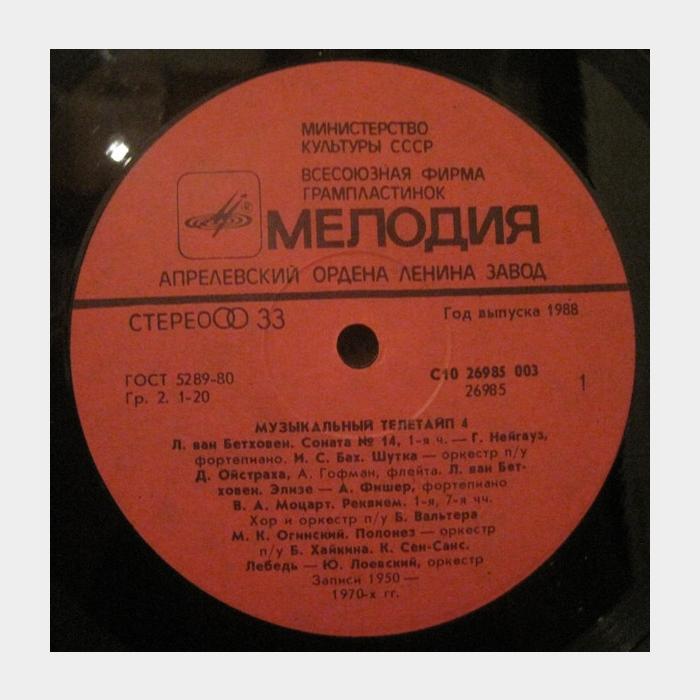 МИНИСТЕРСТВО
КУЛЬТУРЫ СССР
ВСЕСОЮЗНАЯ ФИРМА
ГРАМПЛАСТИНОК
МЕЛОДИЯ
АПРЕЛЕВСКИЙ ОРДЕНА ЛЕНИНА ЗАВОД
СТЕРЕО 33
Год выпуска 1988
ГОСТ 5289-80
Гр. 2. 1-20
С10 26985 003
26985
1
МУЗЫКАЛЬНЫЙ ТЕЛЕТАЙП 4
Л. ван Бетховен. Соната № 14, 1-я ч. — Г. Нейгауз,
фортепиано. И. С. Бах. Шутка — оркестр п/у
Д. Ойстраха, А. Гофман, флейта. Л. ван Бет-
ховен. Элизе — А. Фишер, фортепиано
В. А. Моцарт. Реквием. 1-я, 7-я чч.
Хор и оркестр п/у Б. Вальтера
М. К. Огинский. Полонез — оркестр
п/у Б. Хайкина. К. Сен-Санс.
Лебедь — Ю. Лоевский, оркестр
Записи 1950 —
1970-х гг.